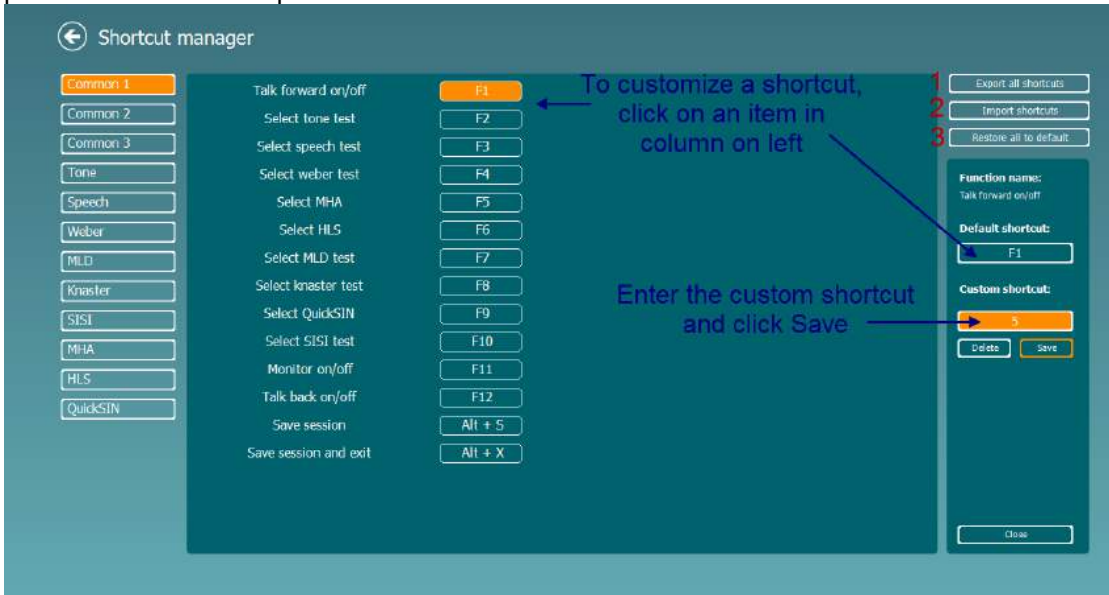 Shortcut manager
Common 1
Common 2
Common 3
Tone
Speech
Weber
MLD
Knaster
SISI
MHA
HLS
QuickSIN
Talk forward on/off F1
Select tone test F2
Select speech test F3
Select weber test F4
Select MHA F5
Select HLS F6
Select MLD test F7
Select knaster test F8
Select QuickSIN F9
Select SISI test F10
Monitor on/off F11
Talk back on/off F12
Save session Alt + S
Save session and exit Alt + X
To customize a shortcut,
click on an item in
column on left
Enter the custom shortcut
and click Save
1 Export all shortcuts
2 Import shortcuts
3 Restore all to default
Function name:
Talk forward on/off
Default shortcut:
F1
Custom shortcut:
5
Delete Save
Close